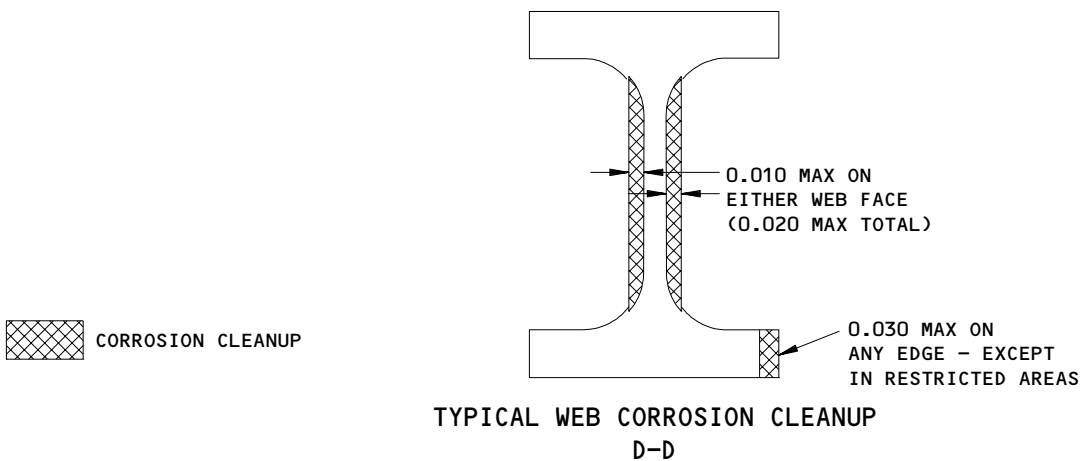 0.010 MAX ON
EITHER WEB FACE
(0.020 MAX TOTAL)
CORROSION CLEANUP
0.030 MAX ON
ANY EDGE – EXCEPT
IN RESTRICTED AREAS
TYPICAL WEB CORROSION CLEANUP
D–D